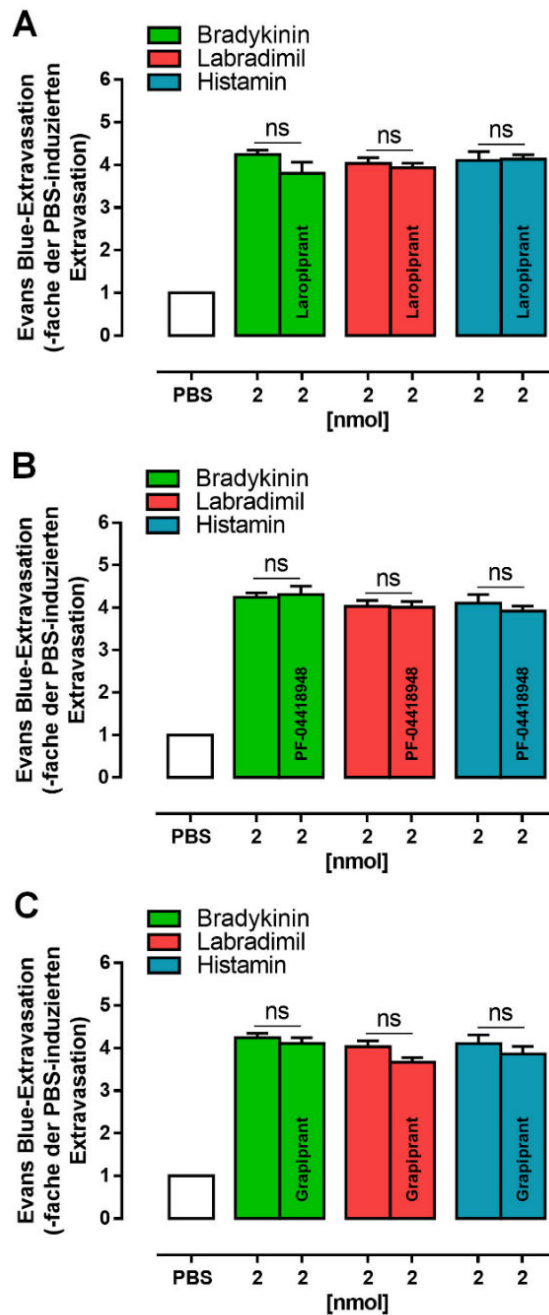 A
Bradykinin
Labradimil
Histamin
Evans Blue-Extravasation
(-fache der PBS-induzierten
Extravasation)
6
5
4
3
2
1
0
ns
ns
ns
Laropiprant
Laropiprant
Laropiprant
PBS
2
2
2
2
2
2
[nmol]
B
Bradykinin
Labradimil
Histamin
Evans Blue-Extravasation
(-fache der PBS-induzierten
Extravasation)
6
5
4
3
2
1
0
ns
ns
ns
PF-04418948
PF-04418948
PF-04418948
PBS
2
2
2
2
2
2
[nmol]
C
Bradykinin
Labradimil
Histamin
Evans Blue-Extravasation
(-fache der PBS-induzierten
Extravasation)
6
5
4
3
2
1
0
ns
ns
ns
Grapiprant
Grapiprant
Grapiprant
PBS
2
2
2
2
2
2
[nmol]